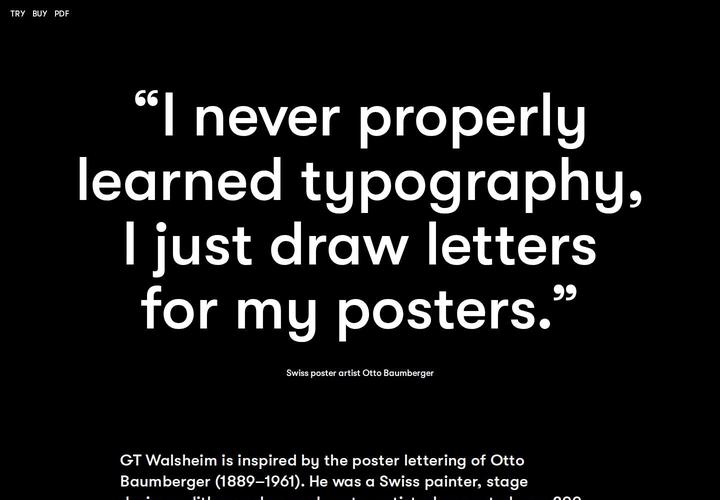 TRY BUY PDF
“I never properly
learned typography,
I just draw letters
for my posters.”
Swiss poster artist Otto Baumberger
GT Walsheim is inspired by the poster lettering of Otto
Baumberger (1889–1961). He was a Swiss painter, stage